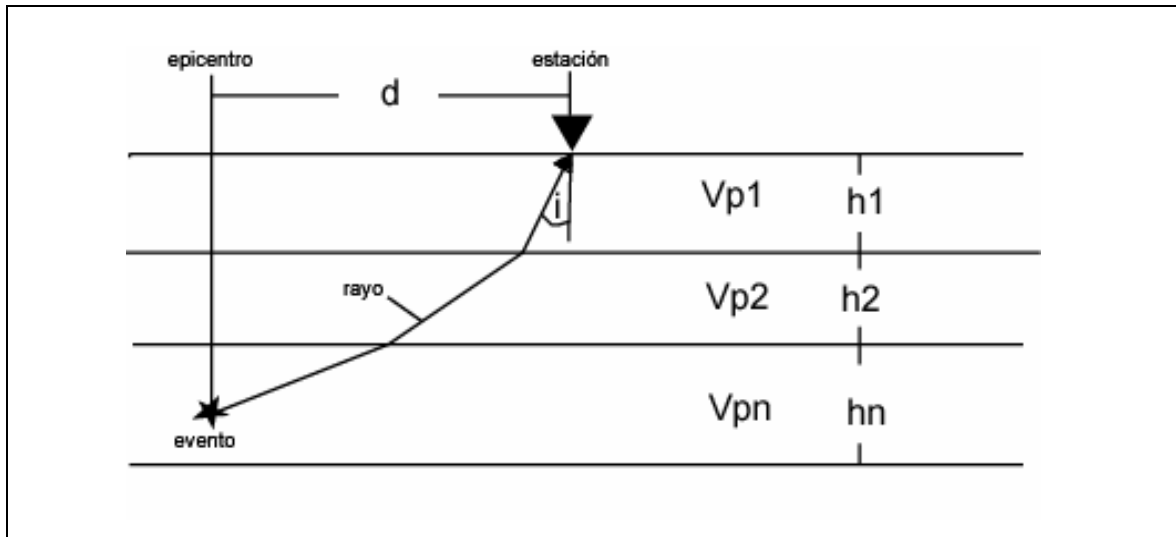 epicentro
estación
d
i
Vp1
h1
rayo
Vp2
h2
Vpn
hn
evento